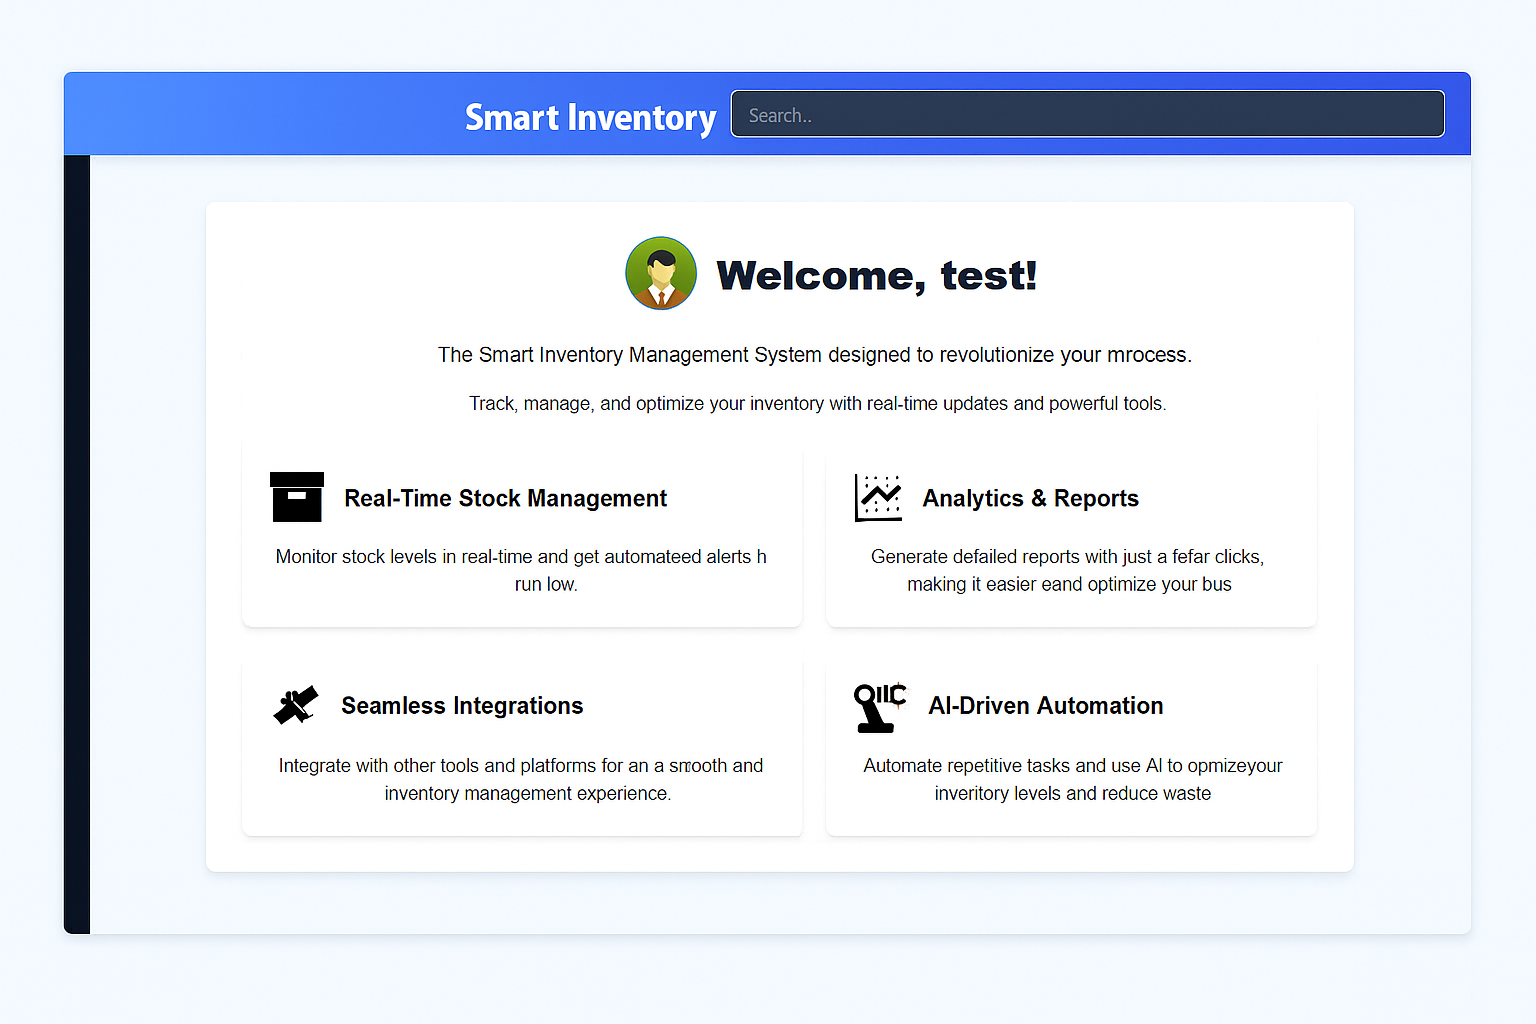 Smart Inventory
Search..
Welcome, test!
The Smart Inventory Management System designed to revolutionize your mrocess.
Track, manage, and optimize your inventory with real-time updates and powerful tools.
Real-Time Stock Management
Monitor stock levels in real-time and get automateed alerts h
run low.
Analytics & Reports
Generate defailed reports with just a fefar clicks,
making it easier eand optimize your bus
Seamless Integrations
Integrate with other tools and platforms for an a smooth and
inventory management experience.
AI-Driven Automation
Automate repetitive tasks and use AI to opmizeyour
inveritory levels and reduce waste